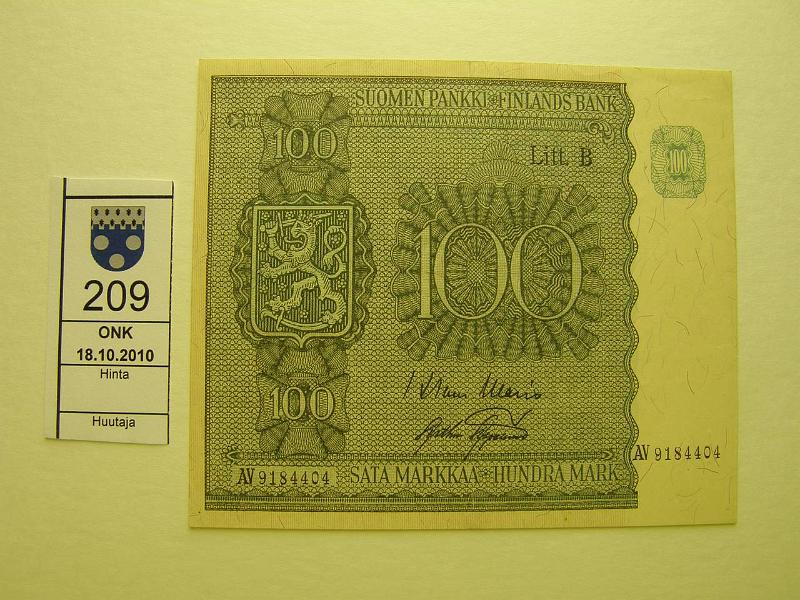 209
ONK
18.10.2010
Hinta
Huutaja
SUOMEN PANKKI FINLANDS BANK
100
Litt. B
100
100
100
AV 9184404
AV 9184404
SATA MARKKAA HUNDRA MARK